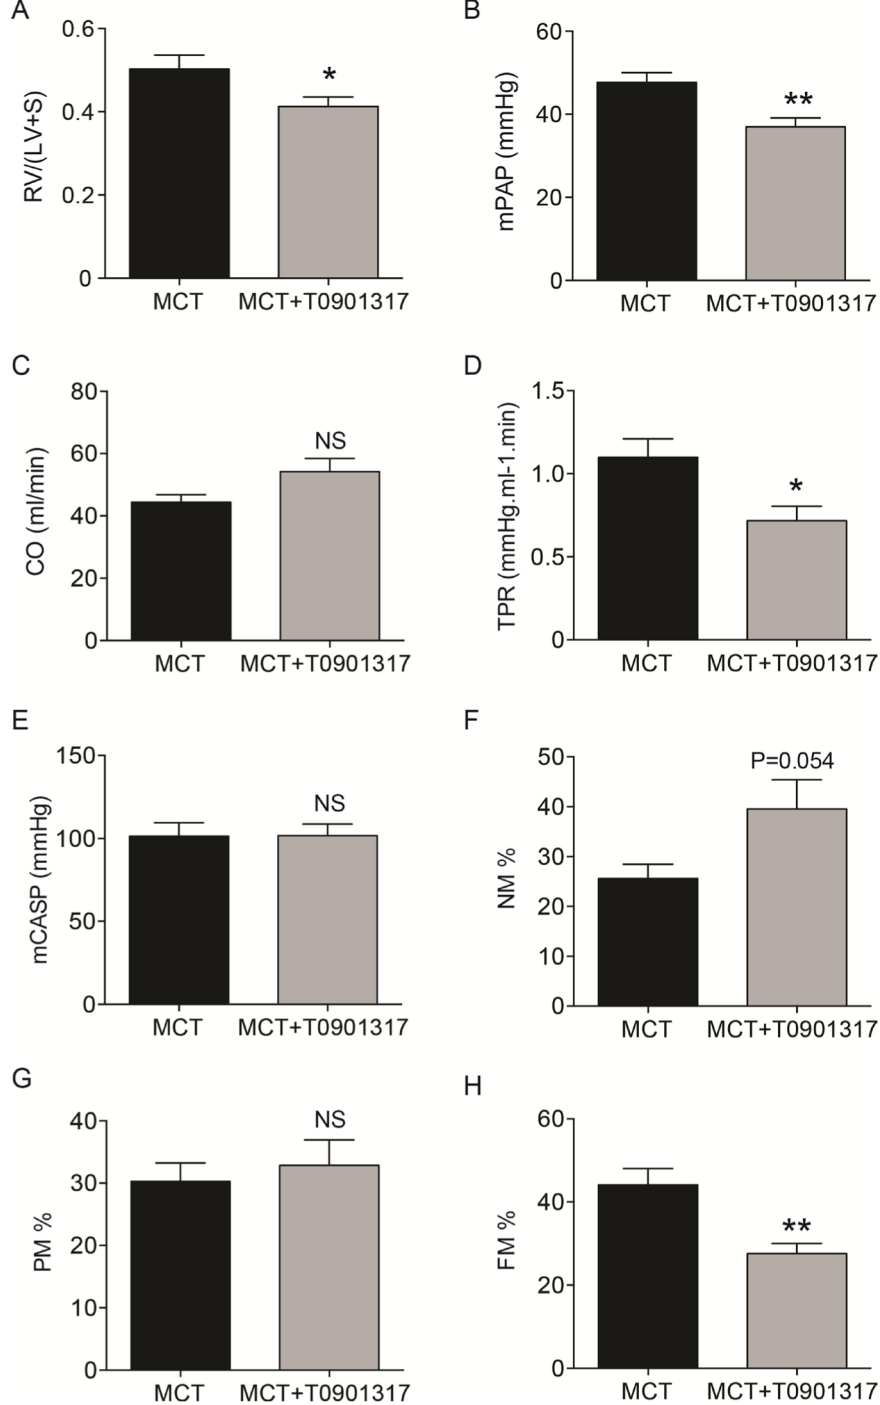 A
0.6
0.4
0.2
0
RV/(LV+S)
*
MCT
MCT+T0901317
B
60
40
20
0
mPAP (mmHg)
**
MCT
MCT+T0901317
C
80
60
40
20
0
CO (ml/min)
NS
MCT
MCT+T0901317
D
1.5
1.0
0.5
0
TPR (mmHg.ml-1.min)
*
MCT
MCT+T0901317
E
150
100
50
0
mCASP (mmHg)
NS
MCT
MCT+T0901317
F
50
40
30
20
10
0
NM %
P=0.054
MCT
MCT+T0901317
G
40
30
20
10
0
PM %
NS
MCT
MCT+T0901317
H
60
40
20
0
FM %
**
MCT
MCT+T0901317